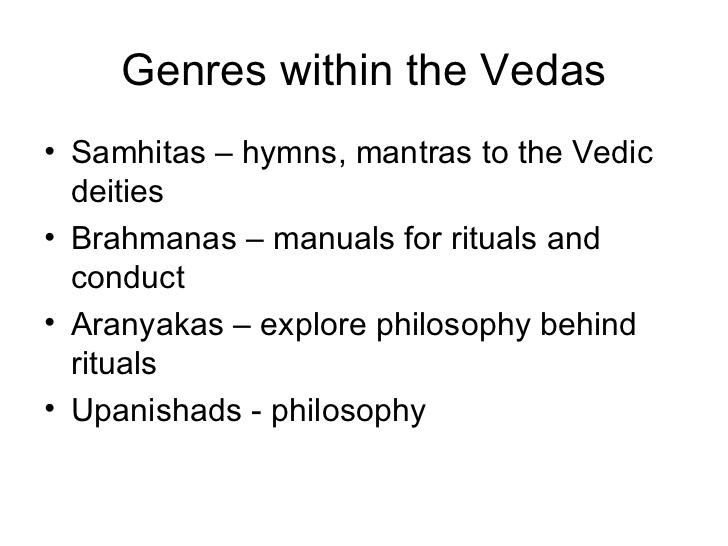 Genres within the Vedas
• Samhitas – hymns, mantras to the Vedic
deities
• Brahmanas – manuals for rituals and
conduct
• Aranyakas – explore philosophy behind
rituals
• Upanishads - philosophy